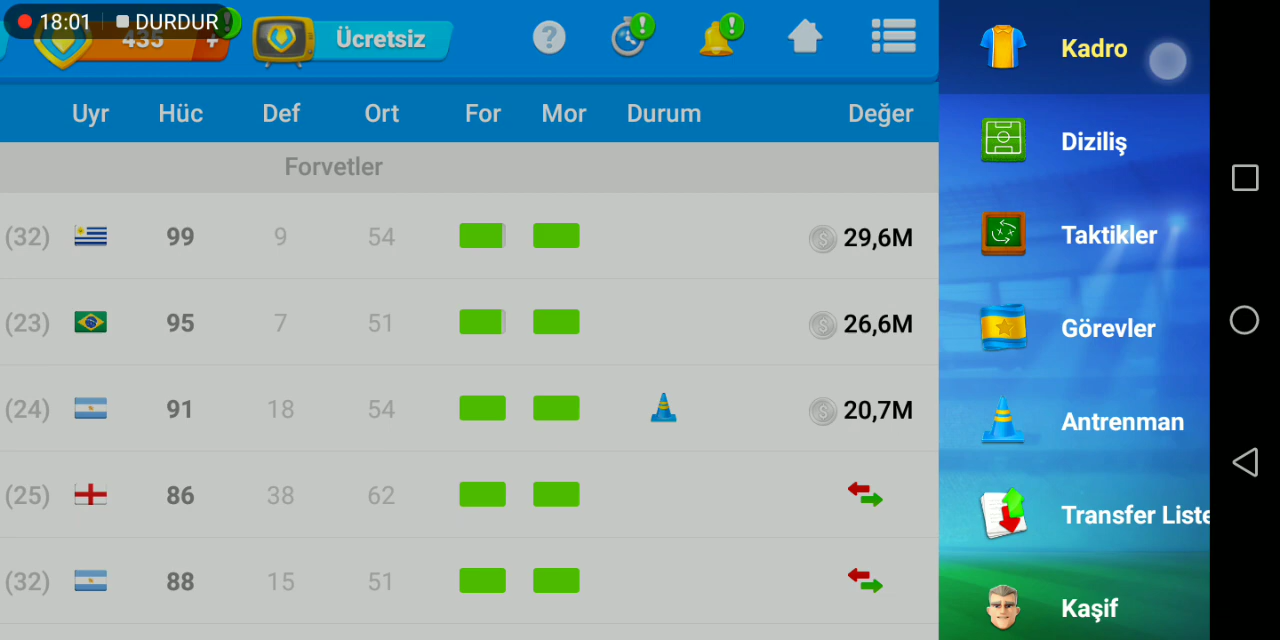 18:01 DURDUR
435 +
Ücretsiz
?
!
!
Uyr Hüc Def Ort For Mor Durum Değer
Forvetler
(32) 99 9 54 29,6M
(23) 95 7 51 26,6M
(24) 91 18 54 20,7M
(25) 86 38 62
(32) 88 15 51
Kadro
Diziliş
Taktikler
Görevler
Antrenman
Transfer Liste
Kaşif